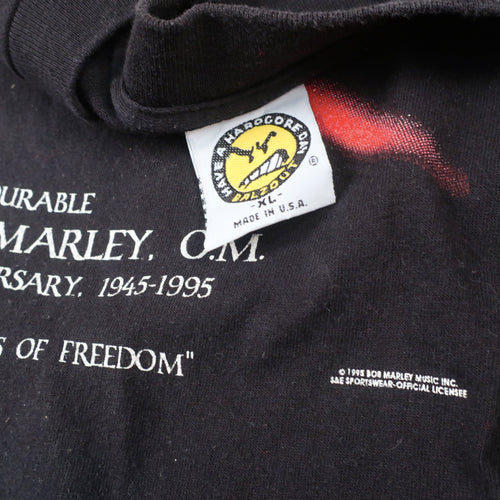 HAVE A HARDCORE DAY
BALZOUT
®
-XL-
MADE IN U.S.A.
OURABLE
MARLEY, O.M.
RSARY, 1945-1995
S OF FREEDOM"
© 1995 BOB MARLEY MUSIC INC.
S&E SPORTSWEAR-OFFICIAL LICENSEE